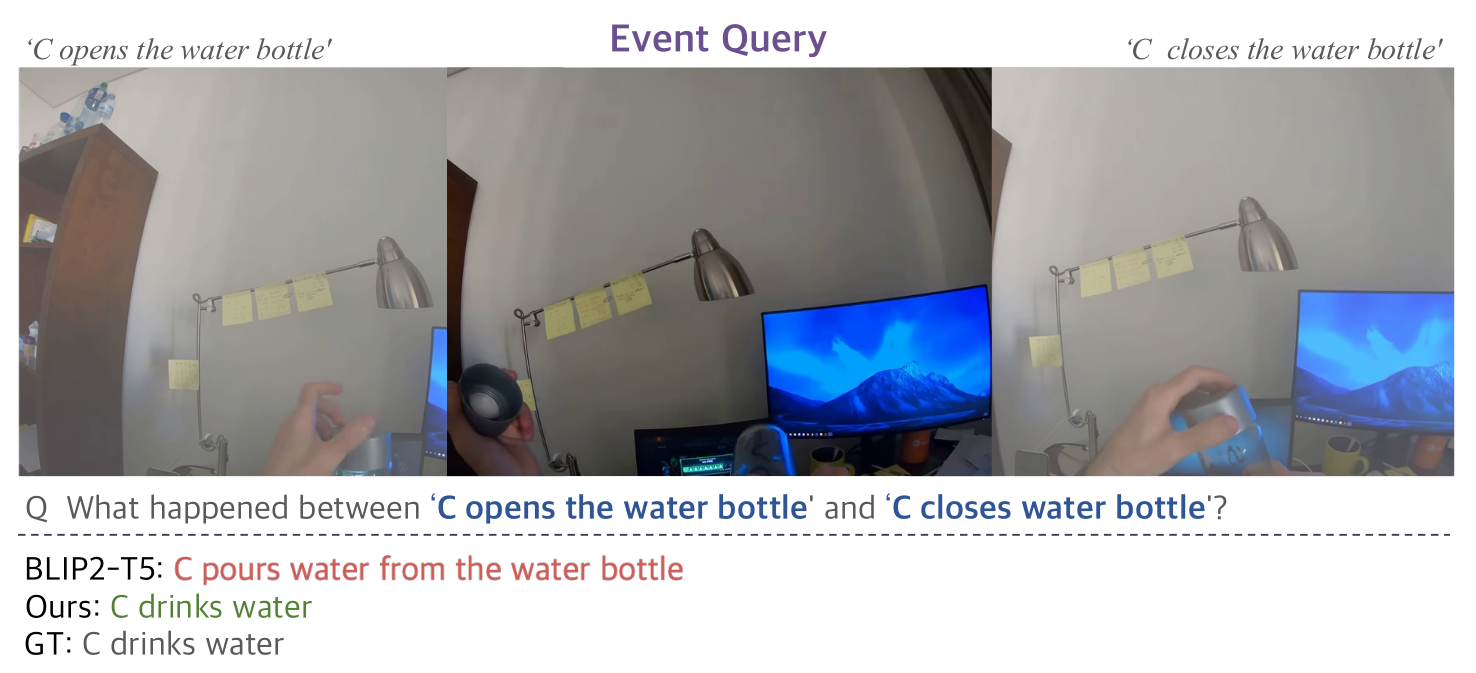 Event Query
‘C opens the water bottle'
‘C closes the water bottle'
Q What happened between ‘C opens the water bottle' and ‘C closes water bottle'?
BLIP2-T5: C pours water from the water bottle
Ours: C drinks water
GT: C drinks water